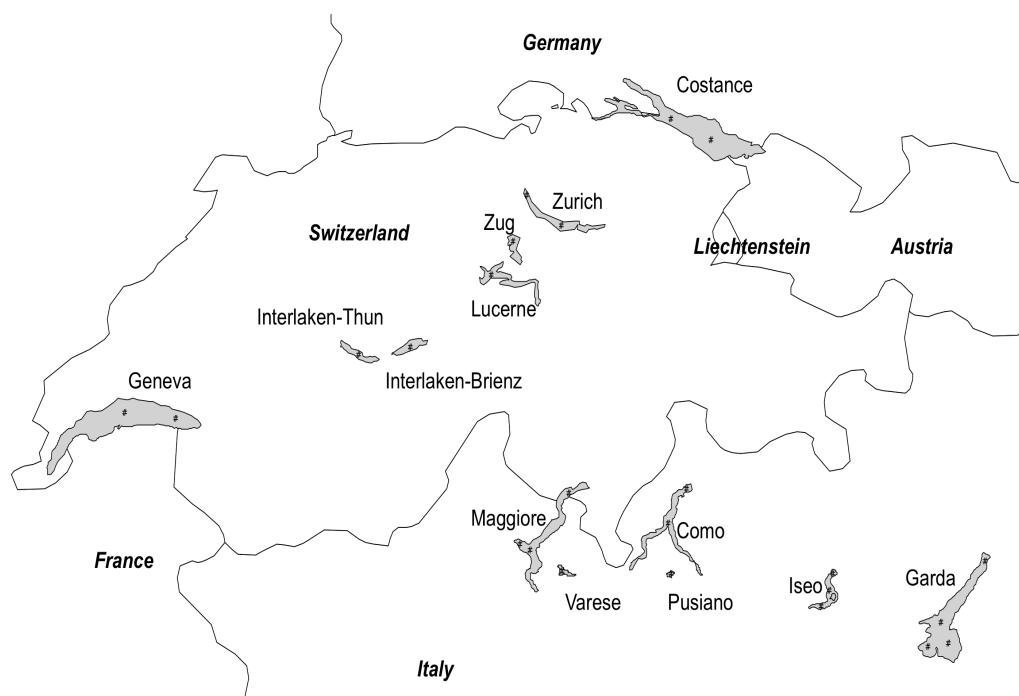 Germany
Costance
Zurich
Zug
Switzerland
Liechtenstein
Austria
Lucerne
Interlaken-Thun
Interlaken-Brienz
Geneva
Maggiore
Como
France
Iseo
Garda
Varese
Pusiano
Italy